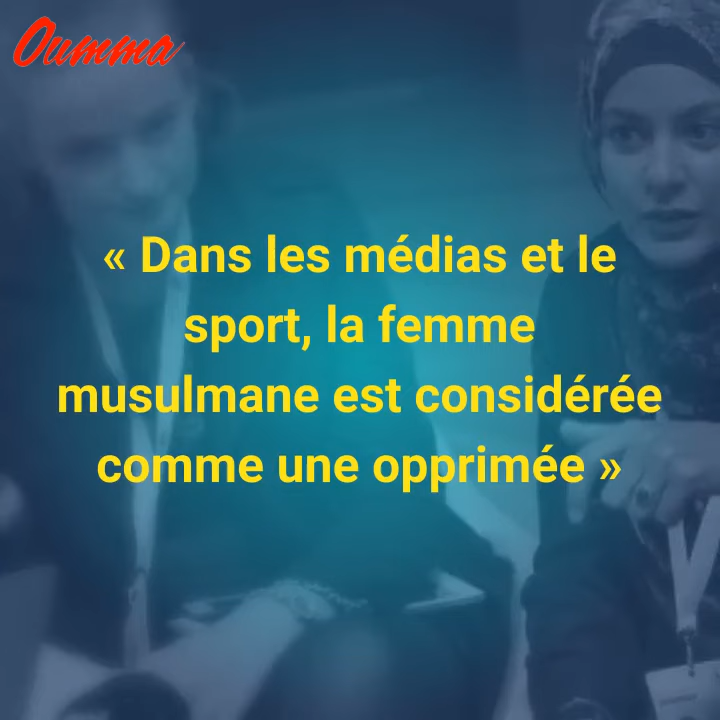 Oumma
« Dans les médias et le
sport, la femme
musulmane est considérée
comme une opprimée »